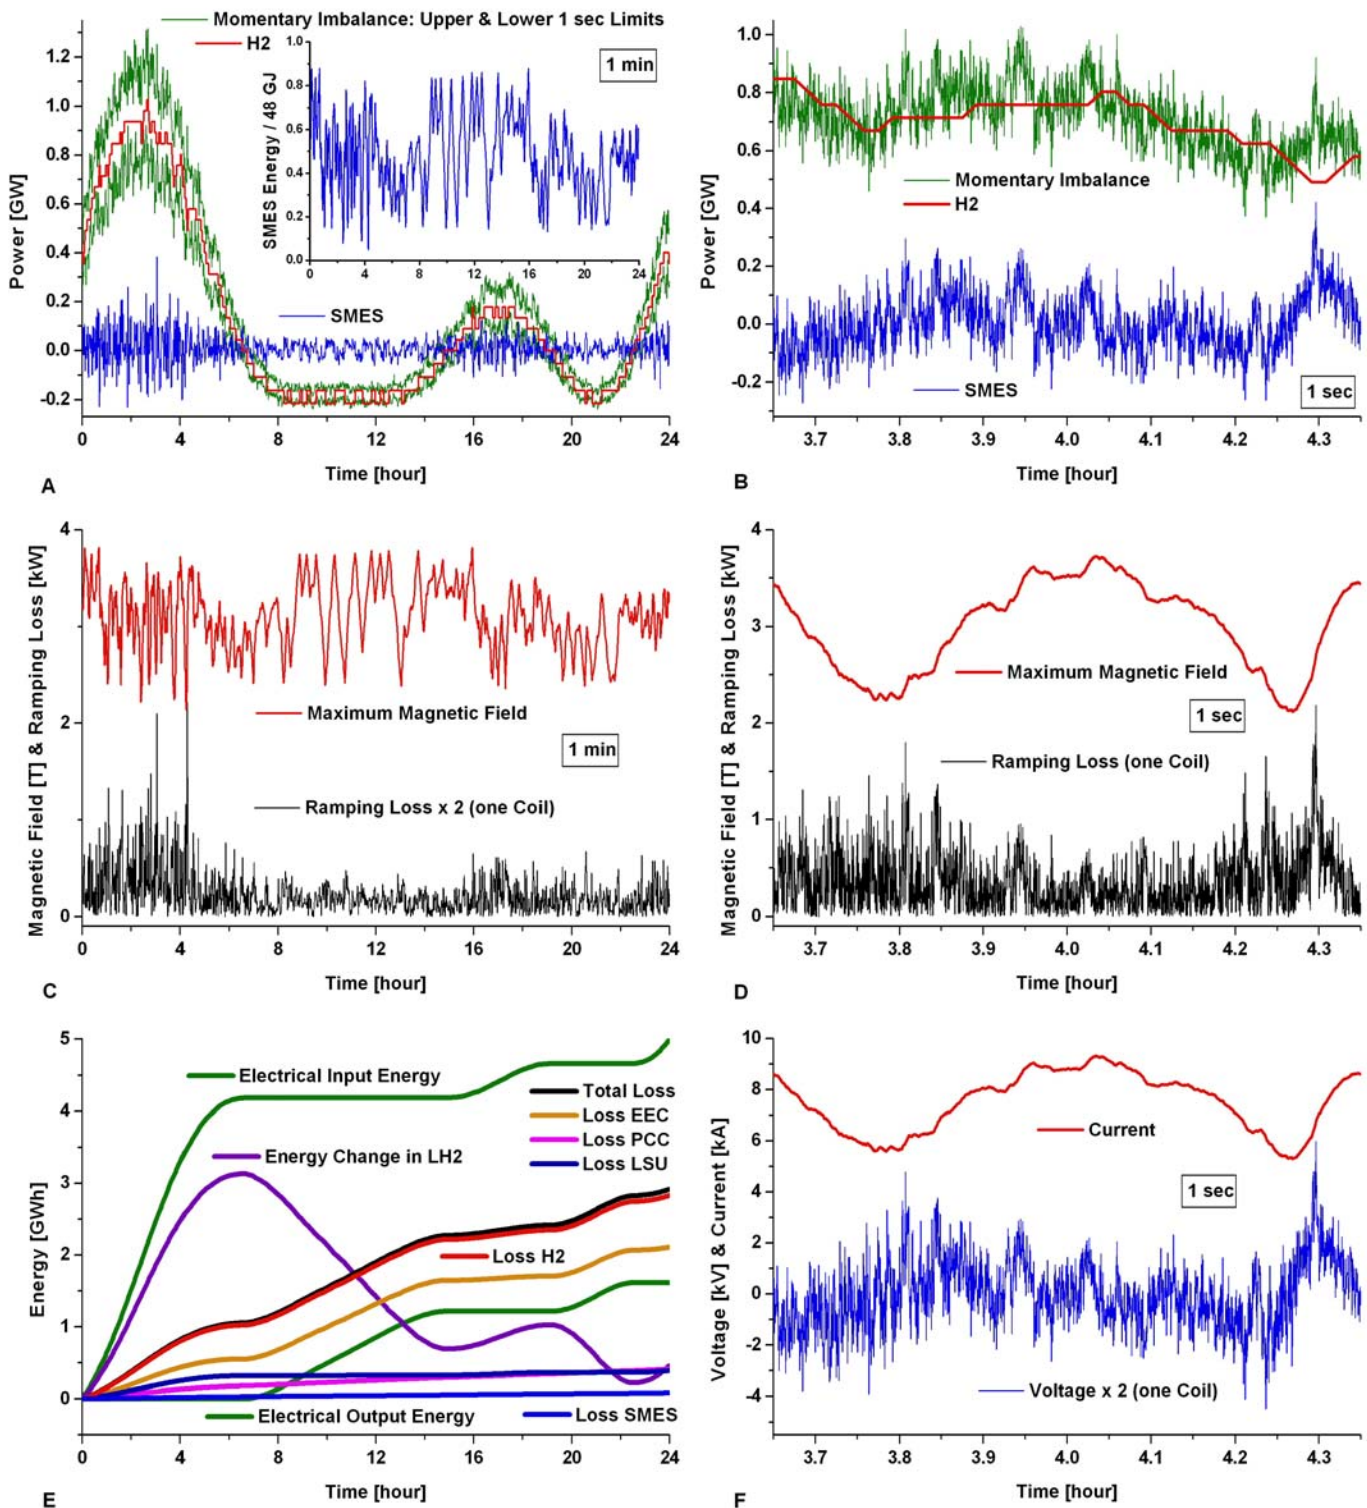 Momentary Imbalance: Upper & Lower 1 sec Limits
H2
1 min
SMES Energy / 48 GJ
1.0
0.8
0.6
0.4
0.2
0.0
0 4 8 12 16 20 24
SMES
Power [GW]
1.2
1.0
0.8
0.6
0.4
0.2
0.0
-0.2
0 4 8 12 16 20 24
Time [hour]
A
Power [GW]
1.0
0.8
0.6
0.4
0.2
0.0
-0.2
Momentary Imbalance
H2
SMES
1 sec
3.7 3.8 3.9 4.0 4.1 4.2 4.3
Time [hour]
B
Magnetic Field [T] & Ramping Loss [kW]
4
2
0
Maximum Magnetic Field
1 min
Ramping Loss x 2 (one Coil)
0 4 8 12 16 20 24
Time [hour]
C
Magnetic Field [T] & Ramping Loss [kW]
4
2
0
Maximum Magnetic Field
1 sec
Ramping Loss (one Coil)
3.7 3.8 3.9 4.0 4.1 4.2 4.3
Time [hour]
D
Energy [GWh]
5
4
3
2
1
0
Electrical Input Energy
Total Loss
Loss EEC
Loss PCC
Loss LSU
Energy Change in LH2
Loss H2
Electrical Output Energy
Loss SMES
0 4 8 12 16 20 24
Time [hour]
E
Voltage [kV] & Current [kA]
10
8
6
4
2
0
-2
-4
Current
1 sec
Voltage x 2 (one Coil)
3.7 3.8 3.9 4.0 4.1 4.2 4.3
Time [hour]
F